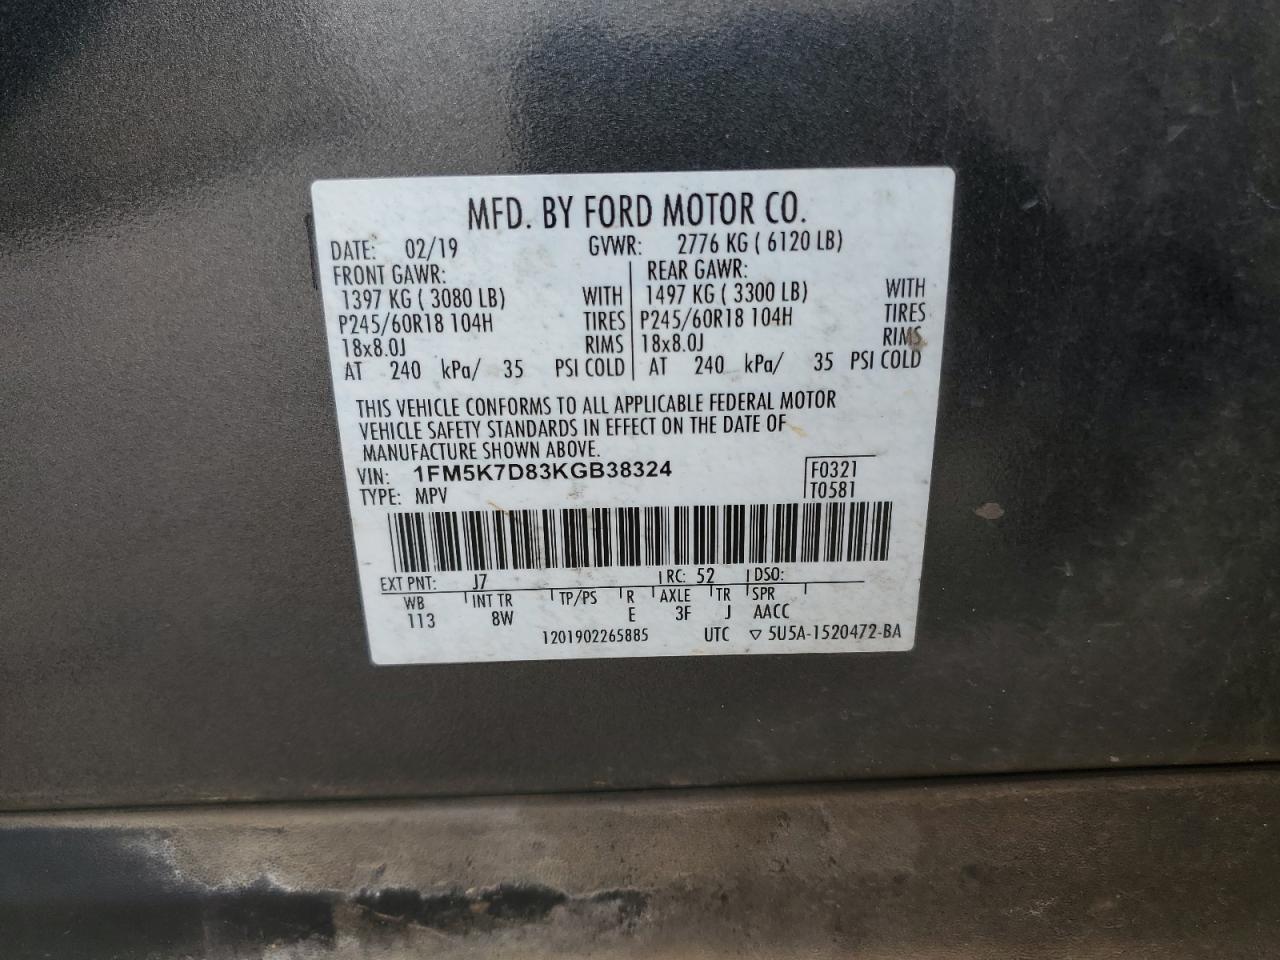 MFD. BY FORD MOTOR CO.
DATE: 02/19 GVWR: 2776 KG ( 6120 LB)
FRONT GAWR: REAR GAWR:
1397 KG ( 3080 LB) WITH 1497 KG ( 3300 LB) WITH
P245/60R18 104H TIRES P245/60R18 104H TIRES
18x8.0J RIMS 18x8.0J RIMS
AT 240 kPa/ 35 PSI COLD AT 240 kPa/ 35 PSI COLD
THIS VEHICLE CONFORMS TO ALL APPLICABLE FEDERAL MOTOR
VEHICLE SAFETY STANDARDS IN EFFECT ON THE DATE OF
MANUFACTURE SHOWN ABOVE.
VIN: 1FM5K7D83KGB38324 F0321
TYPE: MPV T0581
EXT PNT: J7 RC: 52 DSO:
WB INT TR TP/PS R AXLE TR SPR
113 8W E 3F J AACC
1201902265885 UTC ▽ 5U5A-1520472-BA